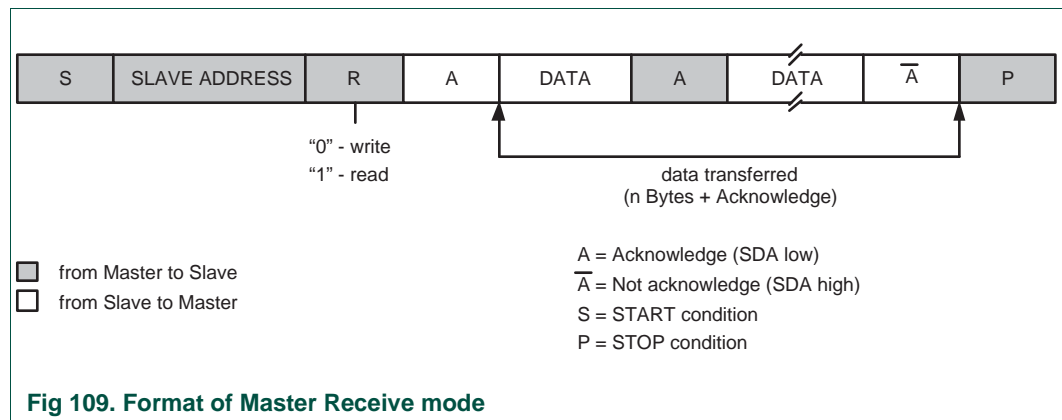 S SLAVE ADDRESS R A DATA A DATA A̅ P
“0” - write
“1” - read
data transferred
(n Bytes + Acknowledge)
from Master to Slave
from Slave to Master
A = Acknowledge (SDA low)
A̅ = Not acknowledge (SDA high)
S = START condition
P = STOP condition
Fig 109. Format of Master Receive mode